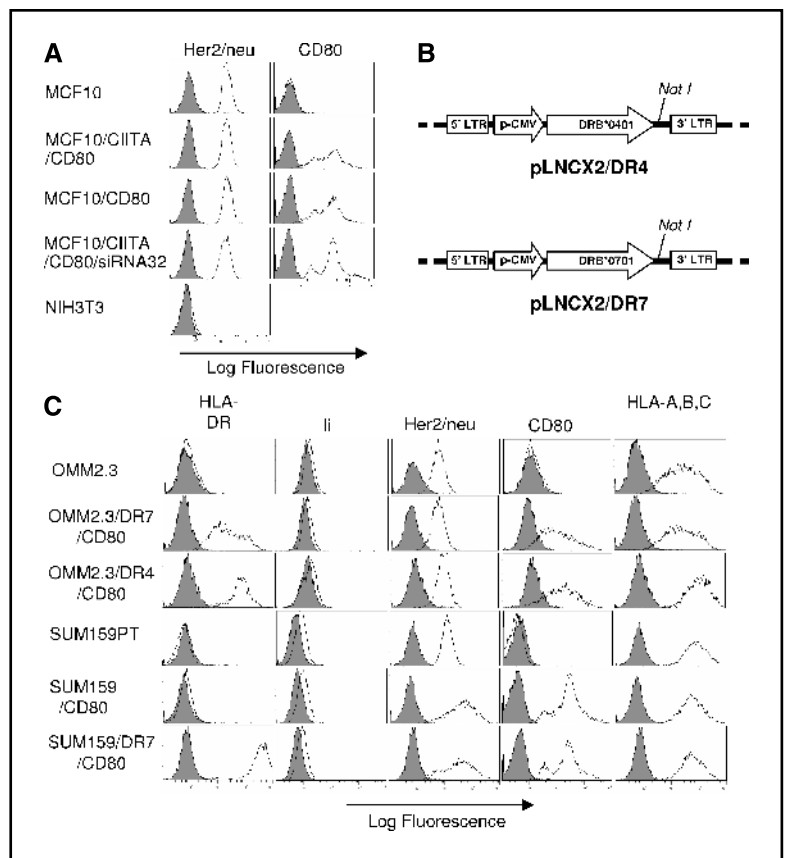 A
Her2/neu CD80
MCF10
MCF10/CIITA
/CD80
MCF10/CD80
MCF10/CIITA
/CD80/siRNA32
NIH3T3
Log Fluorescence
B
Not I
5' LTR p-CMV DRB*0401 3' LTR
pLNCX2/DR4
Not I
5' LTR p-CMV DRB*0701 3' LTR
pLNCX2/DR7
C
HLA-
DR
Ii
Her2/neu
CD80
HLA-A,B,C
OMM2.3
OMM2.3/DR7
/CD80
OMM2.3/DR4
/CD80
SUM159PT
SUM159
/CD80
SUM159/DR7
/CD80
Log Fluorescence